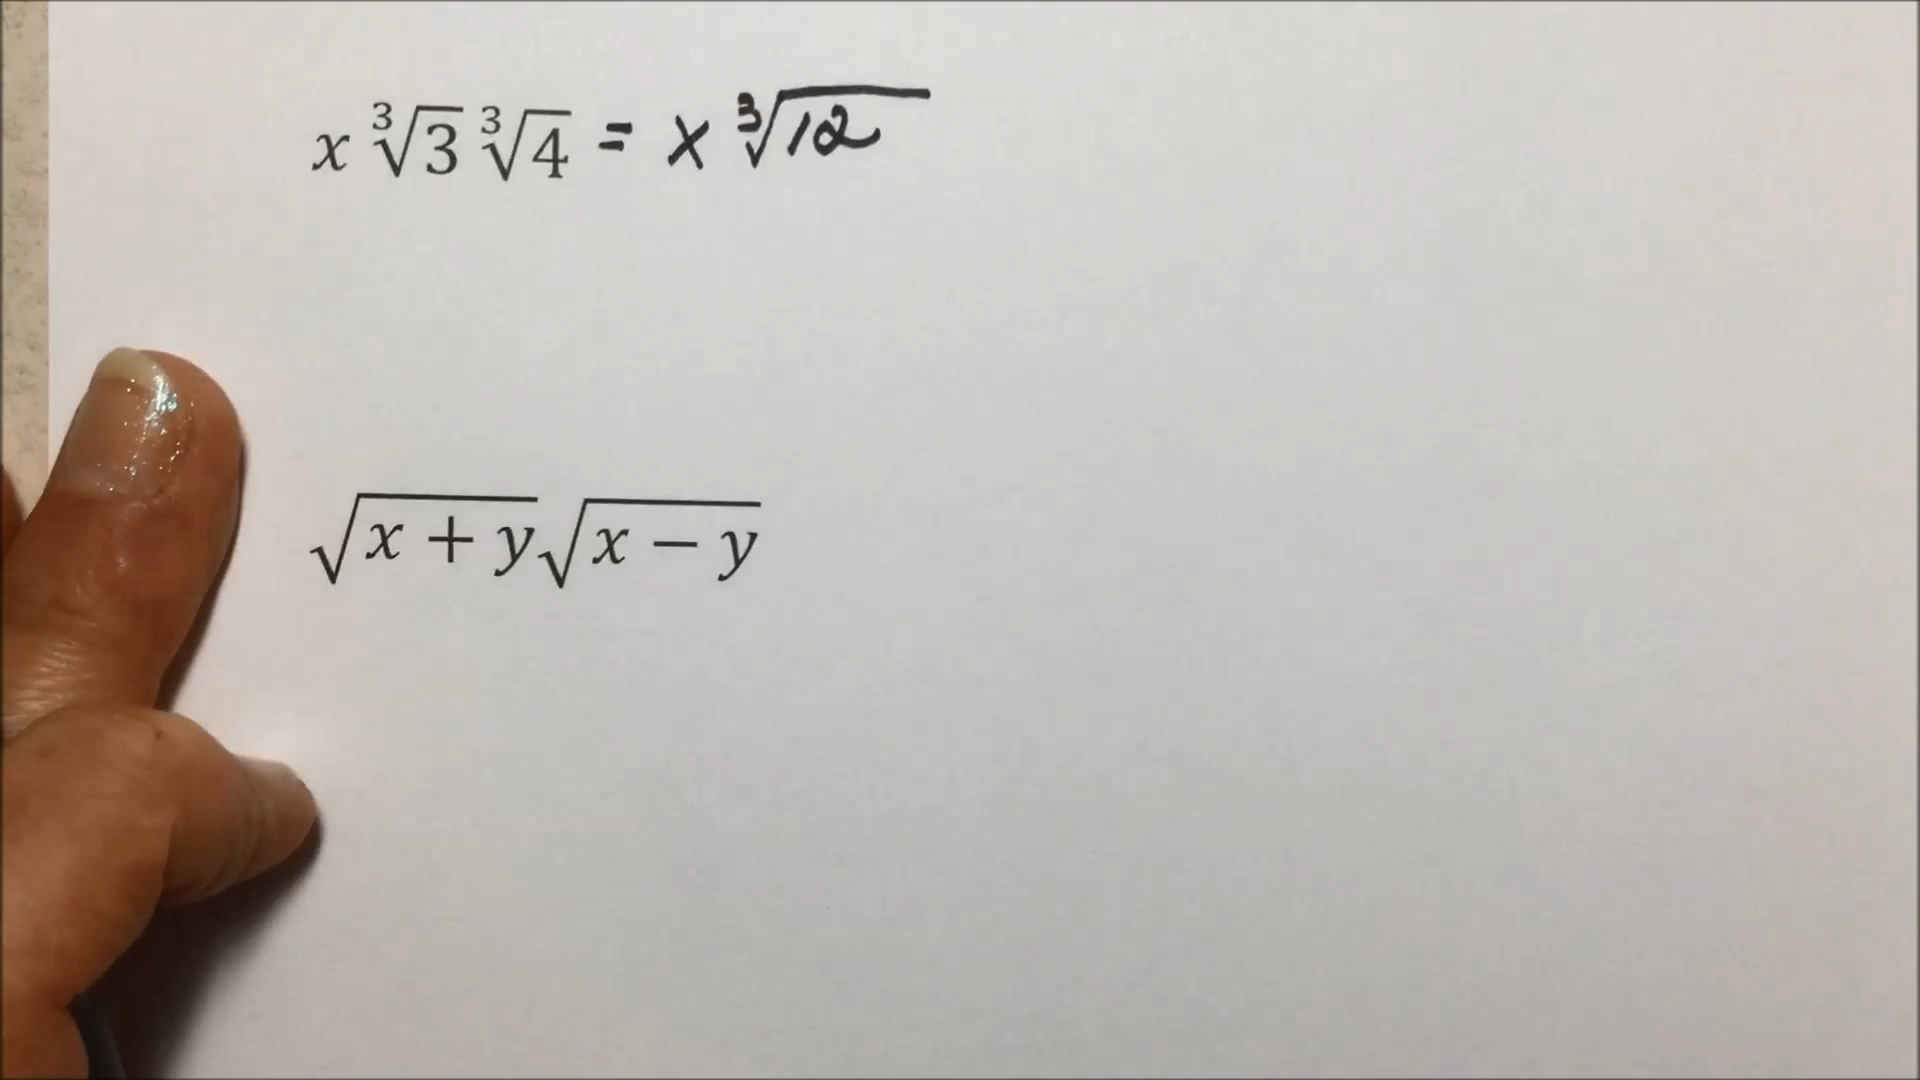 x ∛3 ∛4 = x ∛12
√(x + y) √(x − y)